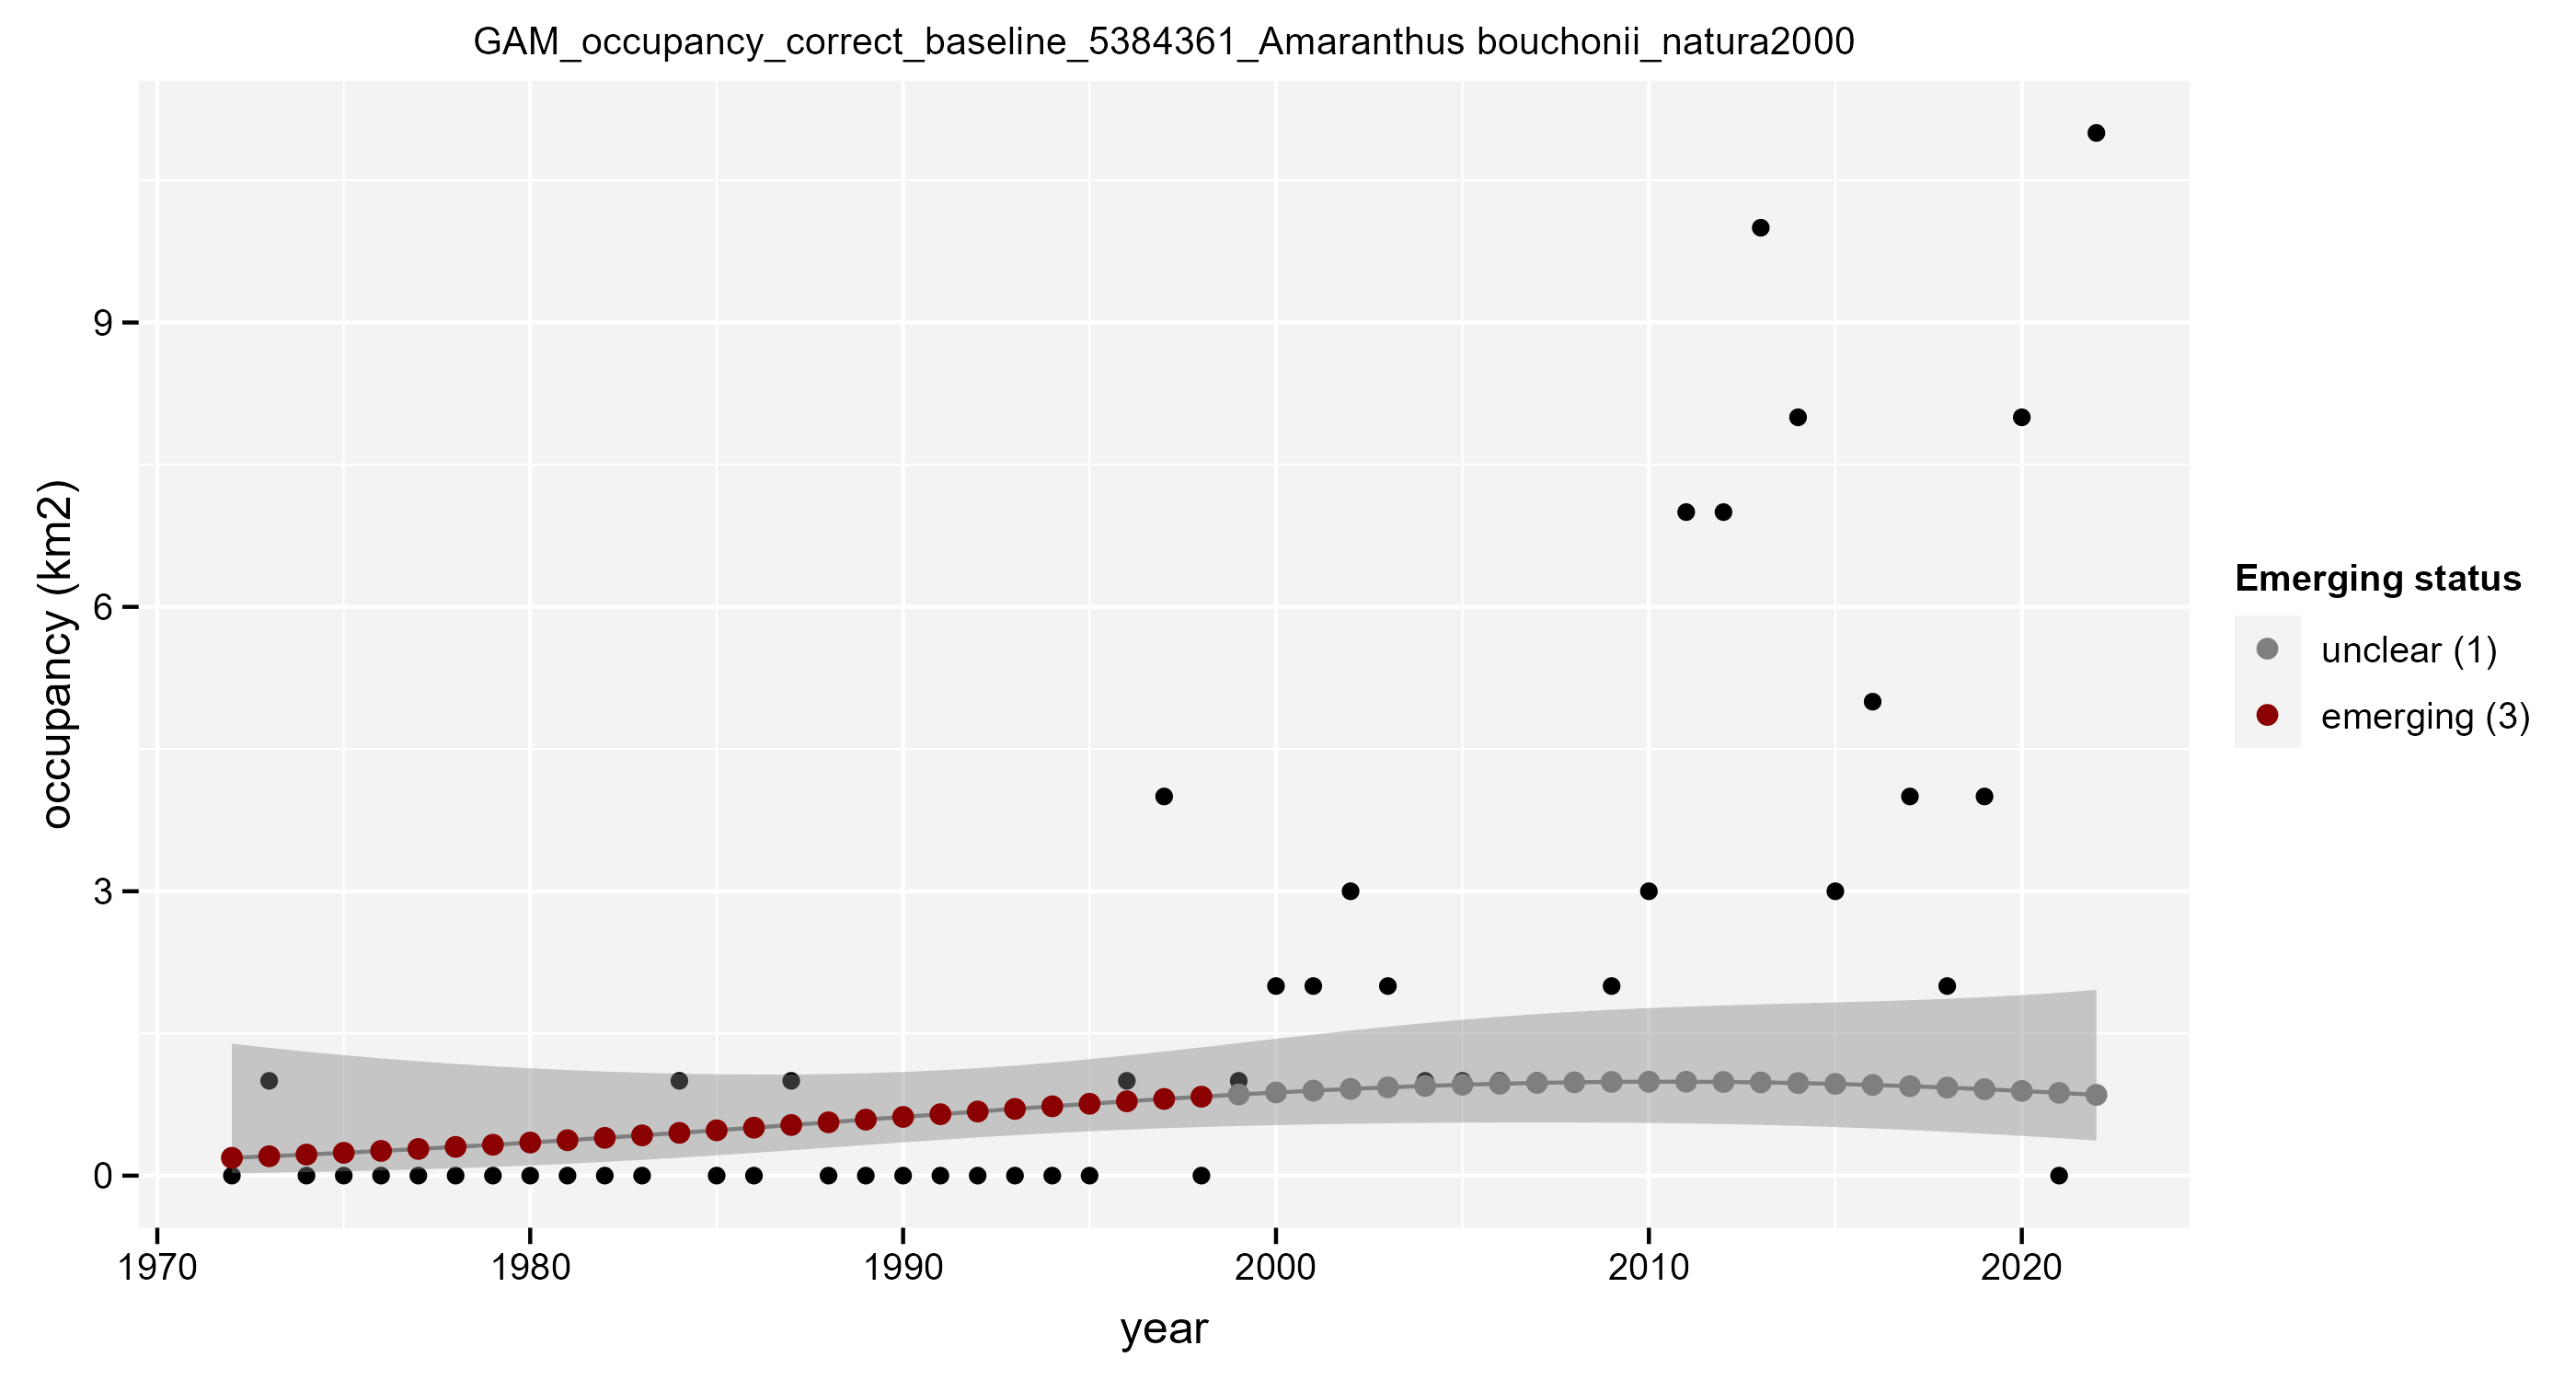 GAM_occupancy_correct_baseline_5384361_Amaranthus bouchonii_natura2000
occupancy (km2)
9
6
3
0
1970 1980 1990 2000 2010 2020
year
Emerging status
unclear (1)
emerging (3)